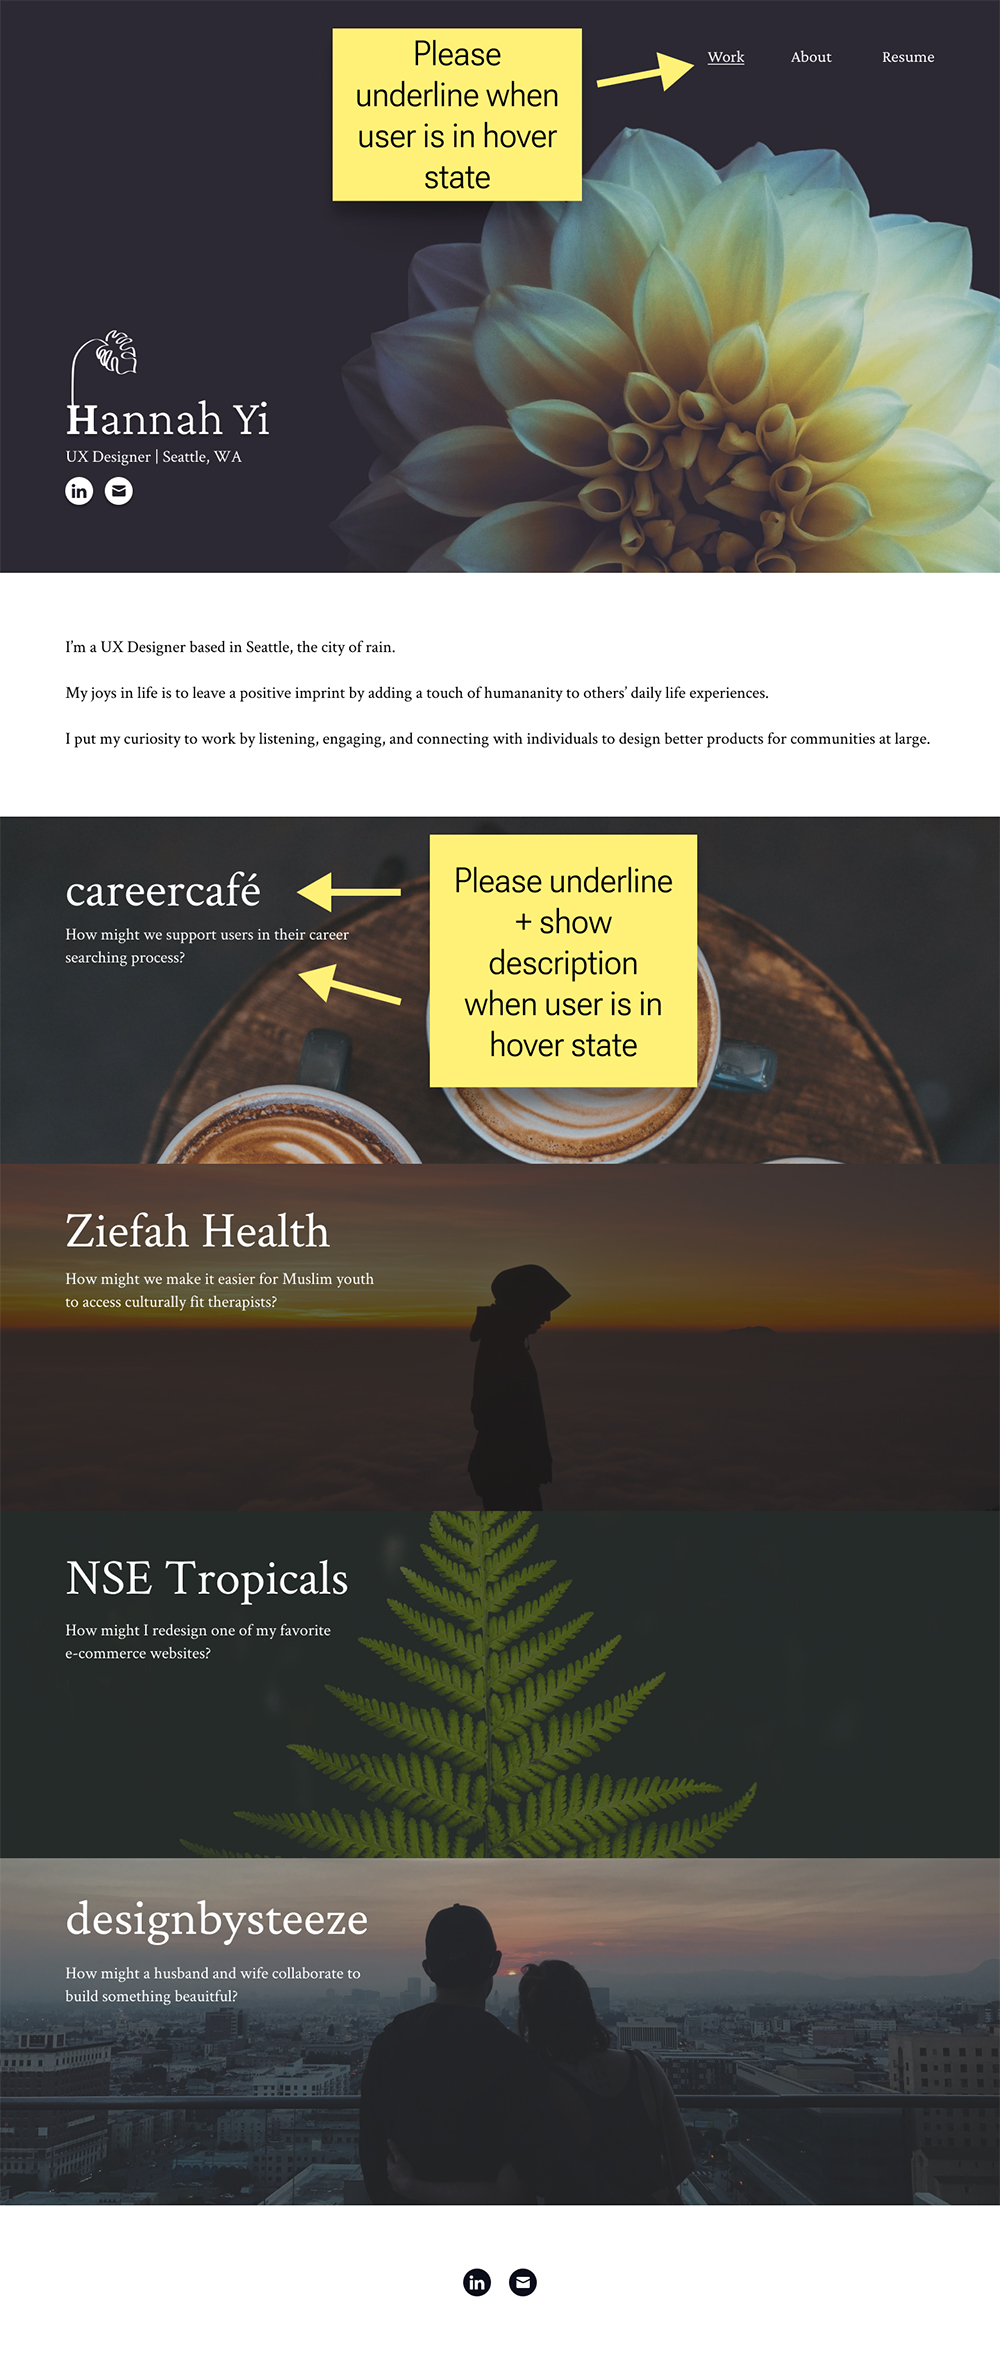 Please
underline when
user is in hover
state
Work About Resume
Hannah Yi
UX Designer | Seattle, WA
in
I'm a UX Designer based in Seattle, the city of rain.
My joys in life is to leave a positive imprint by adding a touch of humananity to others' daily life experiences.
I put my curiosity to work by listening, engaging, and connecting with individuals to design better products for communities at large.
careercafé
How might we support users in their career
searching process?
Please underline
+ show
description
when user is in
hover state
Ziefah Health
How might we make it easier for Muslim youth
to access culturally fit therapists?
NSE Tropicals
How might I redesign one of my favorite
e-commerce websites?
designbysteeze
How might a husband and wife collaborate to
build something beauitful?
in